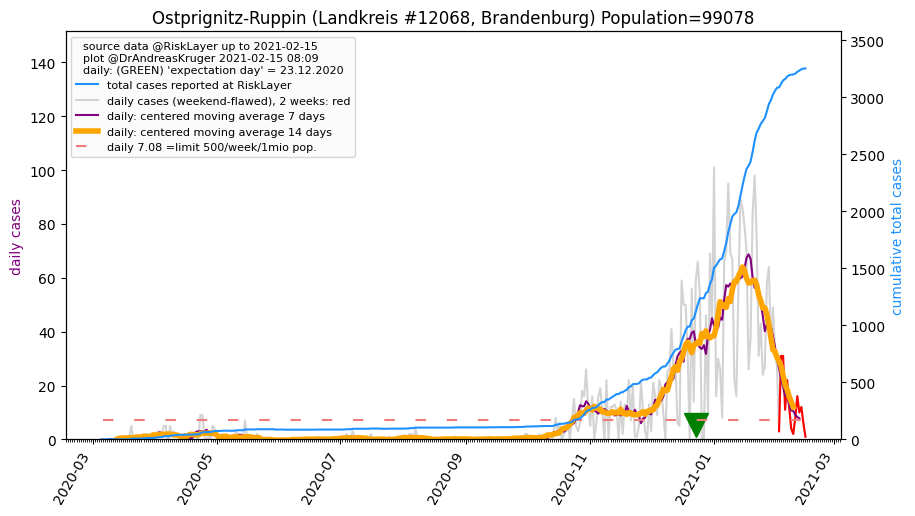 Ostprignitz-Ruppin (Landkreis #12068, Brandenburg) Population=99078
source data @RiskLayer up to 2021-02-15
plot @DrAndreasKruger 2021-02-15 08:09
daily: (GREEN) 'expectation day' = 23.12.2020
total cases reported at RiskLayer
daily cases (weekend-flawed), 2 weeks: red
daily: centered moving average 7 days
daily: centered moving average 14 days
daily 7.08 =limit 500/week/1mio pop.
daily cases
140
120
100
80
60
40
20
0
3500
3000
2500
2000
1500
1000
500
0
cumulative total cases
2020-03
2020-05
2020-07
2020-09
2020-11
2021-01
2021-03